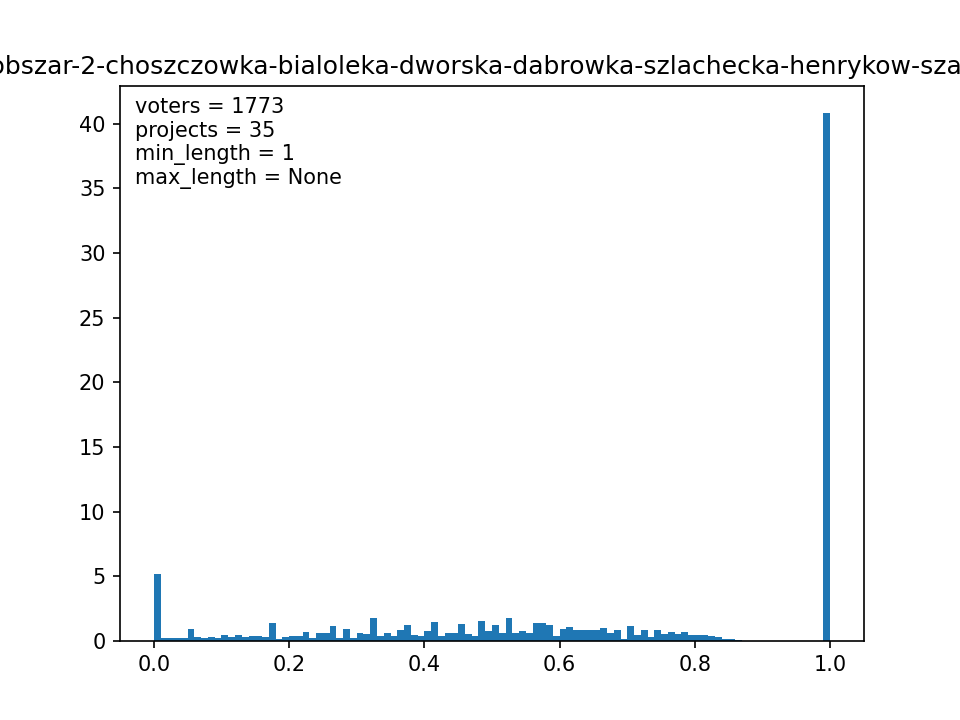 obszar-2-choszczowka-bialoleka-dworska-dabrowka-szlachecka-henrykow-sza
voters = 1773
projects = 35
min_length = 1
max_length = None
40
35
30
25
20
15
10
5
0
0.0 0.2 0.4 0.6 0.8 1.0